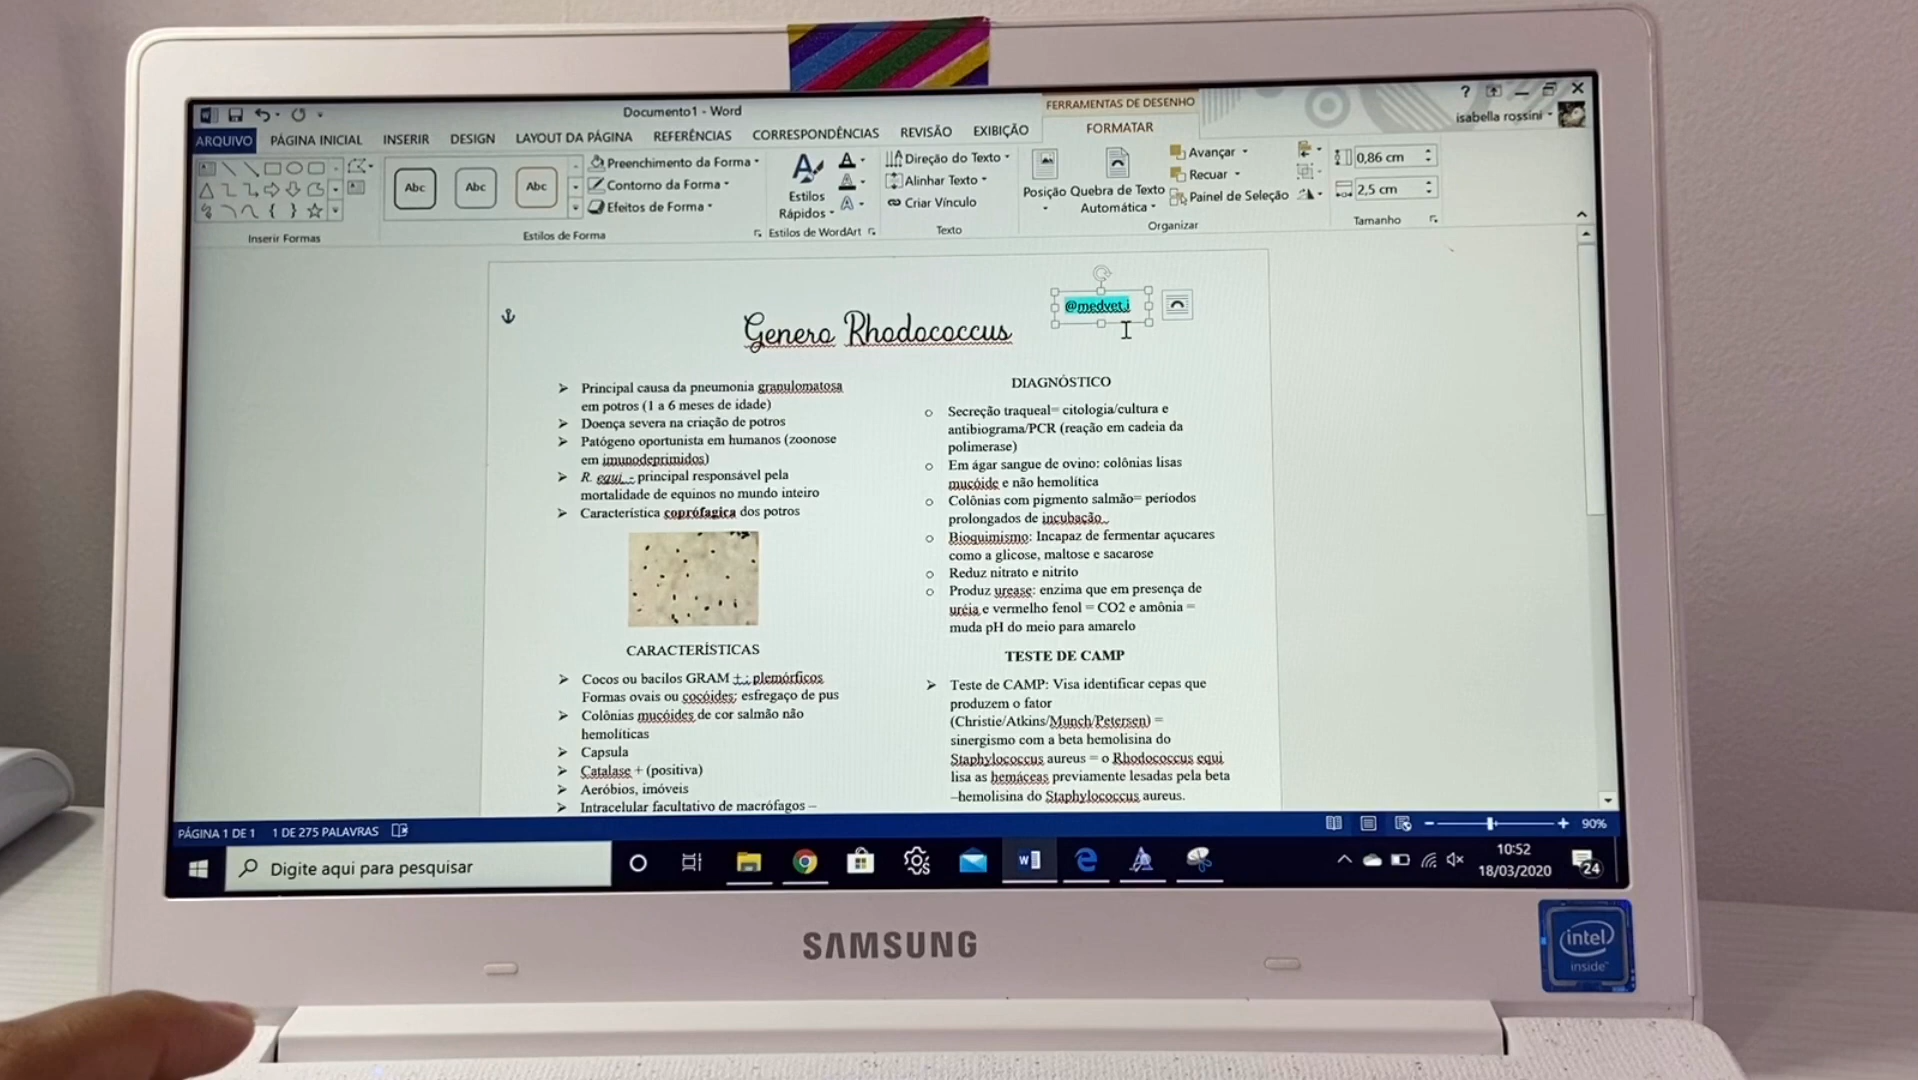 Documento1 - Word
FERRAMENTAS DE DESENHO
?
isabella rossini
ARQUIVO PÁGINA INICIAL INSERIR DESIGN LAYOUT DA PÁGINA REFERÊNCIAS CORRESPONDÊNCIAS REVISÃO EXIBIÇÃO FORMATAR
Abc Abc Abc
Preenchimento da Forma
Contorno da Forma
Efeitos de Forma
Estilos
Rápidos
Direção do Texto
Alinhar Texto
Criar Vínculo
Posição Quebra de Texto
Automática
Avançar
Recuar
Painel de Seleção
0,86 cm
2,5 cm
Inserir Formas Estilos de Forma Estilos de WordArt Texto Organizar Tamanho
@medvet.i
Genero Rhodococcus
Principal causa da pneumonia granulomatosa
em potros (1 a 6 meses de idade)
Doença severa na criação de potros
Patógeno oportunista em humanos (zoonose
em imunodeprimidos)
R. equi - principal responsável pela
mortalidade de equinos no mundo inteiro
Característica coprófagica dos potros
CARACTERÍSTICAS
Cocos ou bacilos GRAM + : plemórficos
Formas ovais ou cocóides; esfregaço de pus
Colônias mucóides de cor salmão não
hemolíticas
Capsula
Catalase + (positiva)
Aeróbios, imóveis
Intracelular facultativo de macrófagos –
DIAGNÓSTICO
Secreção traqueal= citologia/cultura e
antibiograma/PCR (reação em cadeia da
polimerase)
Em ágar sangue de ovino: colônias lisas
mucóide e não hemolítica
Colônias com pigmento salmão= períodos
prolongados de incubação
Bioquimismo: Incapaz de fermentar açucares
como a glicose, maltose e sacarose
Reduz nitrato e nitrito
Produz urease: enzima que em presença de
uréia e vermelho fenol = CO2 e amônia =
muda pH do meio para amarelo
TESTE DE CAMP
Teste de CAMP: Visa identificar cepas que
produzem o fator
(Christie/Atkins/Munch/Petersen) =
sinergismo com a beta hemolisina do
Staphylococcus aureus = o Rhodococcus equi
lisa as hemáceas previamente lesadas pela beta
–hemolisina do Staphylococcus aureus.
PÁGINA 1 DE 1 1 DE 275 PALAVRAS
90%
Digite aqui para pesquisar
10:52
18/03/2020
24
SAMSUNG
intel
inside